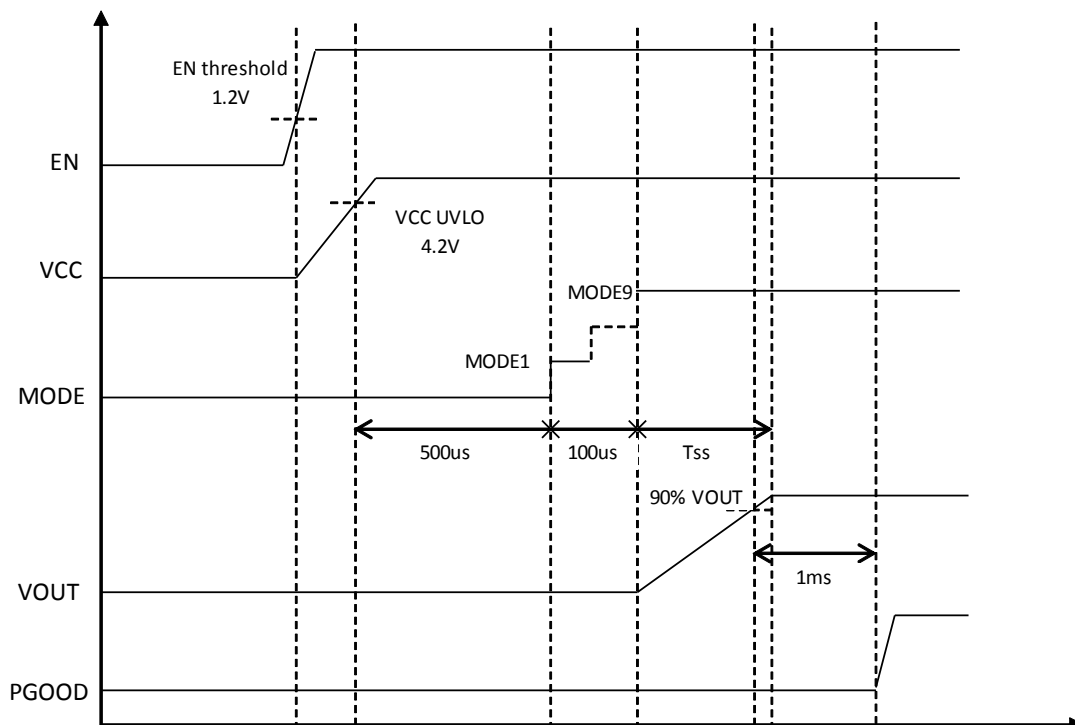 EN threshold
1.2V
EN
VCC UVLO
4.2V
VCC
MODE9
MODE1
MODE
500us
100us
Tss
90% VOUT
1ms
VOUT
PGOOD